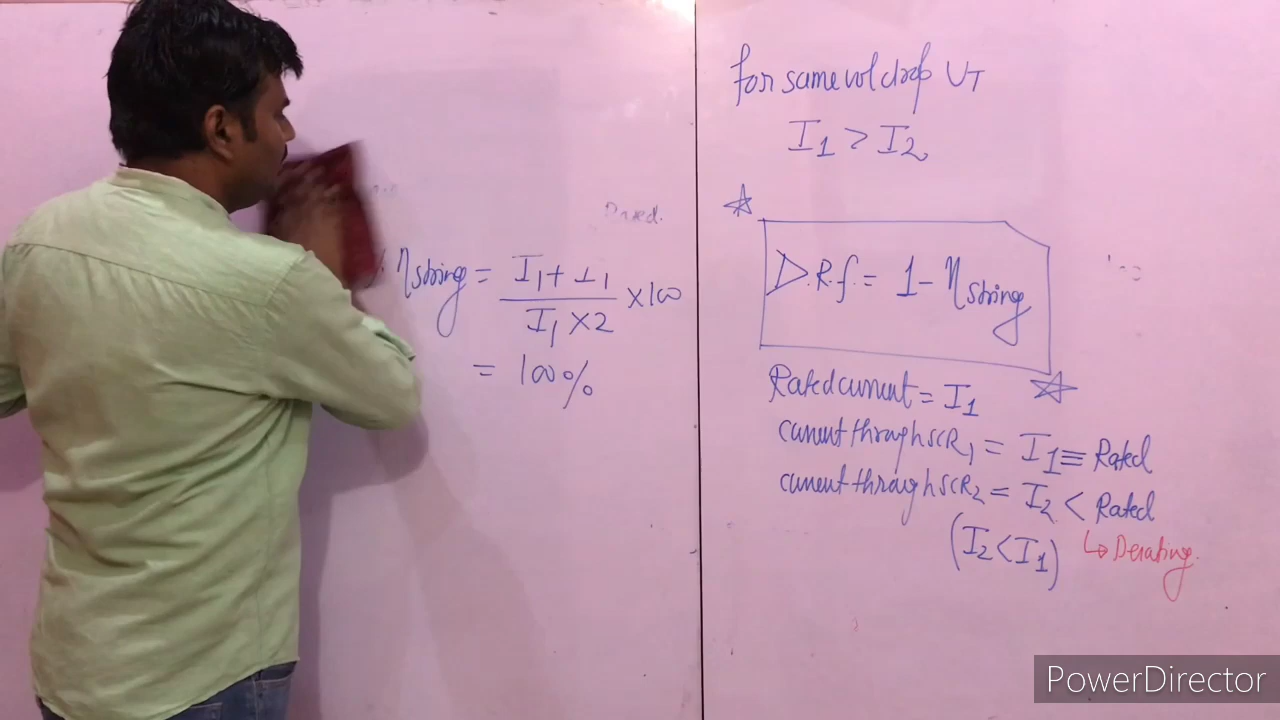 % ηstring = I1 + I1 / I1 × 2 × 100
= 100%
for same vol drop VT
I1 > I2
D.R.f. = 1 - ηstring
Rated current = I1
current through SCR1 = I1 ≡ Rated
current through SCR2 = I2 < Rated
(I2 < I1) ↳ Derating.
PowerDirector